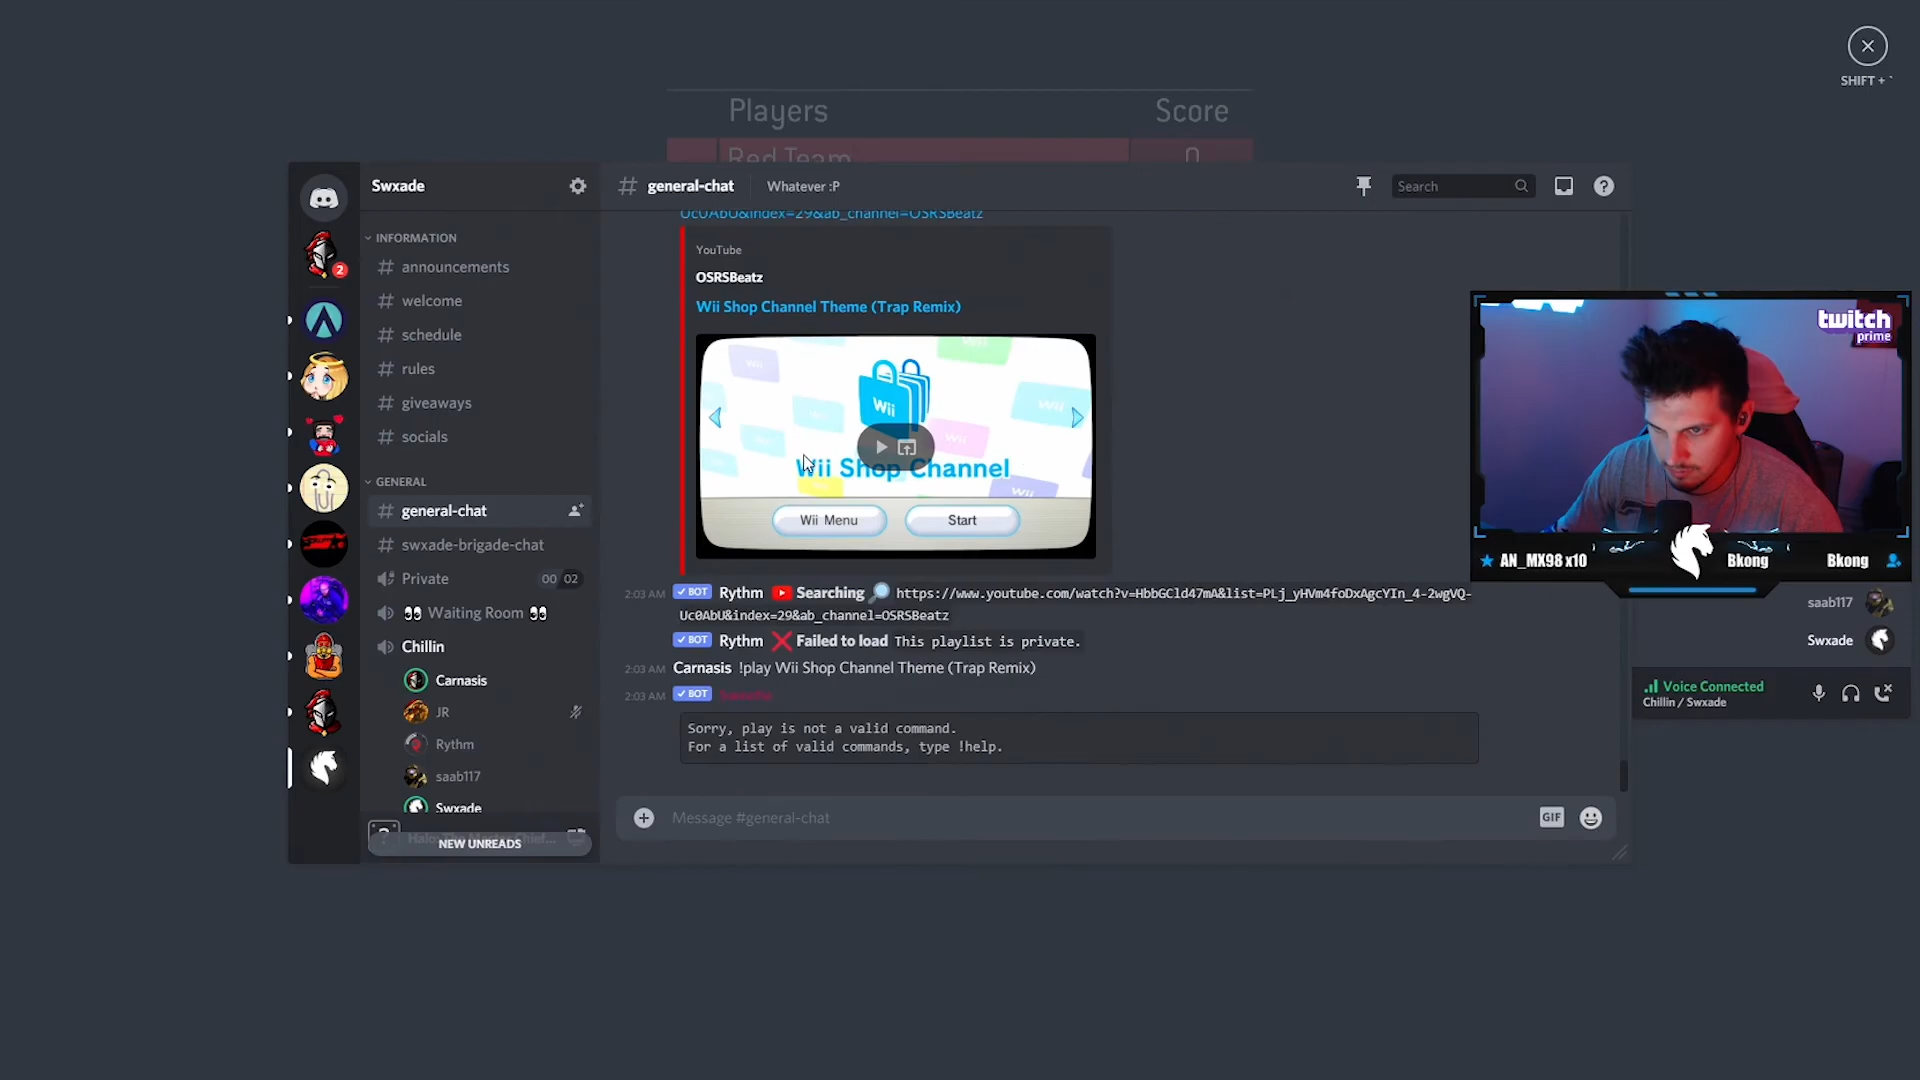 SHIFT + `
Players Score
Red Team 0
Swxade
# general-chat Whatever :P
Search
Uc0AbU&index=29&ab_channel=OSRSBeatz
INFORMATION
# announcements
# welcome
# schedule
# rules
# giveaways
# socials
GENERAL
# general-chat
# swxade-brigade-chat
Private 00 02
👀 Waiting Room 👀
Chillin
Carnasis
JR
Rythm
saab117
Swxade
NEW UNREADS
2
YouTube
OSRSBeatz
Wii Shop Channel Theme (Trap Remix)
Wii
Wii Shop Channel
Wii Menu Start
2:03 AM ✓ BOT Rythm Searching 🔎 https://www.youtube.com/watch?v=HbbGCld47mA&list=PLj_yHVm4foDxAgcYIn_4-2wgVQ-
Uc0AbU&index=29&ab_channel=OSRSBeatz
✓ BOT Rythm ❌ Failed to load This playlist is private.
2:03 AM Carnasis !play Wii Shop Channel Theme (Trap Remix)
2:03 AM ✓ BOT
Sorry, play is not a valid command.
For a list of valid commands, type !help.
Message #general-chat
GIF
twitch
prime
AN_MX98 x10
Bkong
Bkong
saab117
Swxade
Voice Connected
Chillin / Swxade